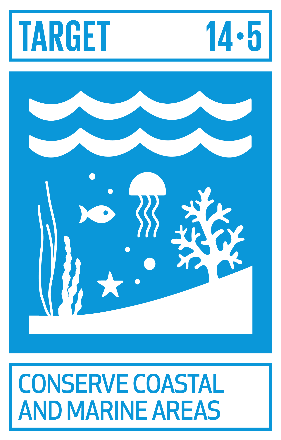 TARGET 14·5
CONSERVE COASTAL
AND MARINE AREAS